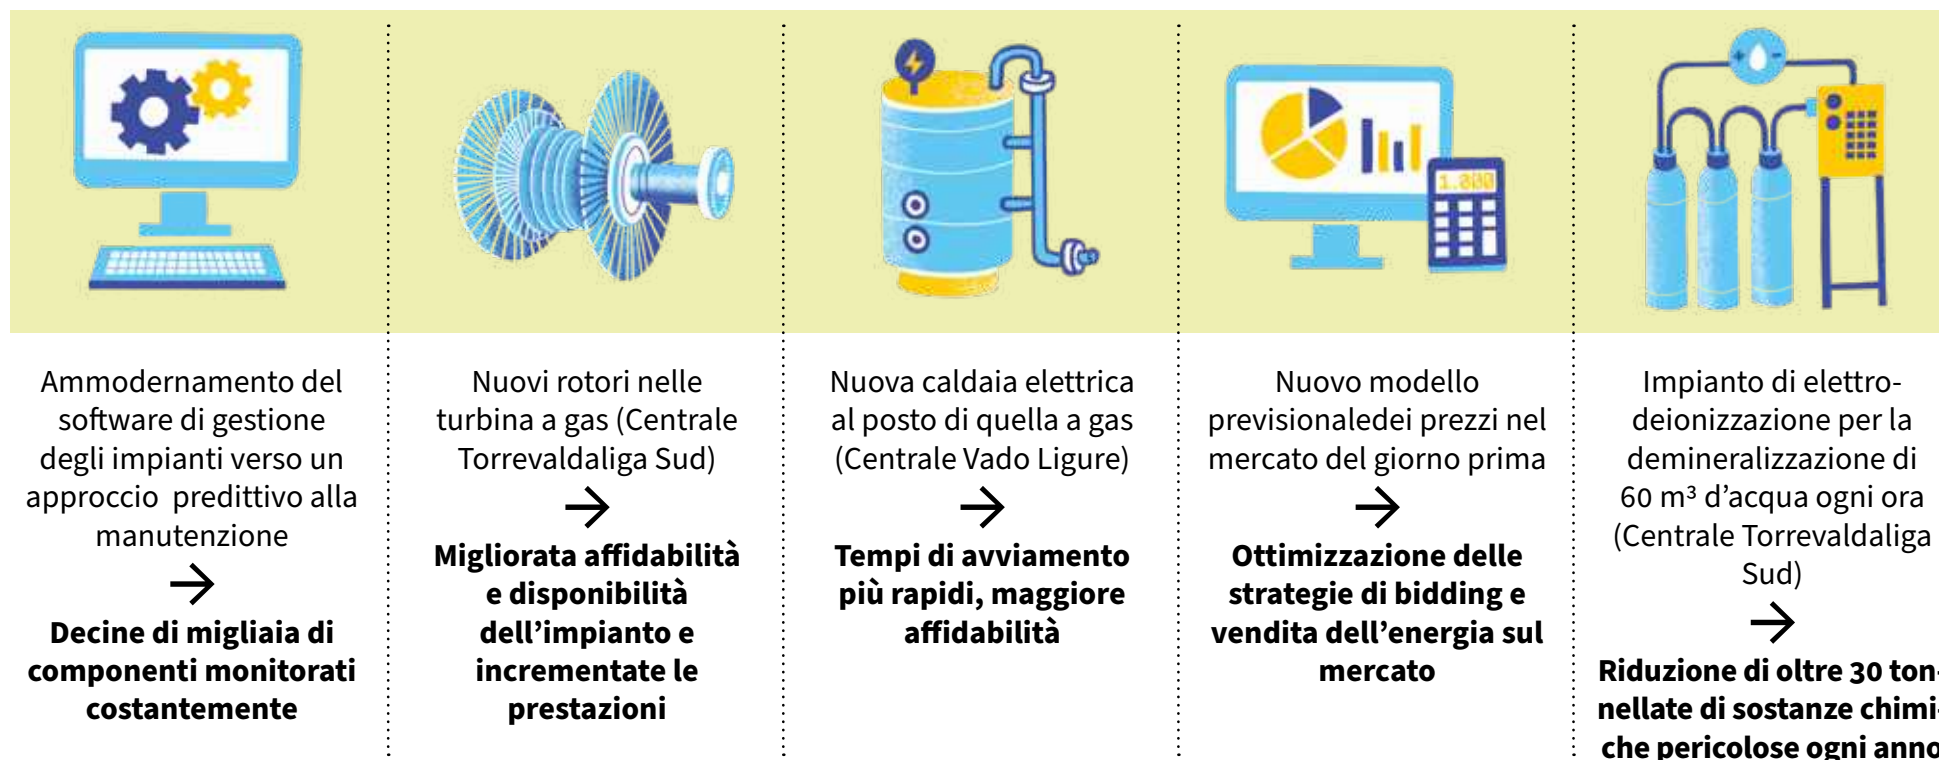 1.000
Ammodernamento del
software di gestione
degli impianti verso un
approccio predittivo alla
manutenzione
→
Decine di migliaia di
componenti monitorati
costantemente
Nuovi rotori nelle
turbina a gas (Centrale
Torrevaldaliga Sud)
→
Migliorata affidabilità
e disponibilità
dell’impianto e
incrementate le
prestazioni
Nuova caldaia elettrica
al posto di quella a gas
(Centrale Vado Ligure)
→
Tempi di avviamento
più rapidi, maggiore
affidabilità
Nuovo modello
previsionaledei prezzi nel
mercato del giorno prima
→
Ottimizzazione delle
strategie di bidding e
vendita dell’energia sul
mercato
Impianto di elettro-
deionizzazione per la
demineralizzazione di
60 m³ d’acqua ogni ora
(Centrale Torrevaldaliga
Sud)
→
Riduzione di oltre 30 ton-
nellate di sostanze chimi-
che pericolose ogni anno